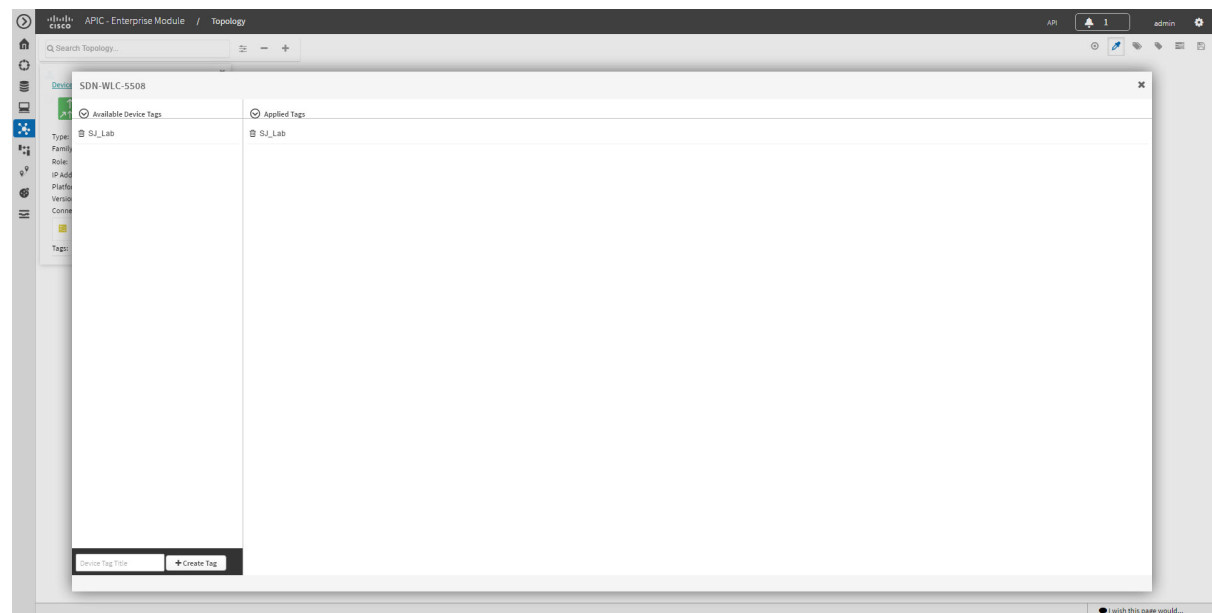 cisco APIC - Enterprise Module / Topology API 1 admin
Search Topology...
Device
SDN-WLC-5508
Available Device Tags Applied Tags
SJ_Lab SJ_Lab
Type:
Family
Role:
IP Add
Platfo
Versio
Conne
Tags:
Device Tag Title + Create Tag
I wish this page would...